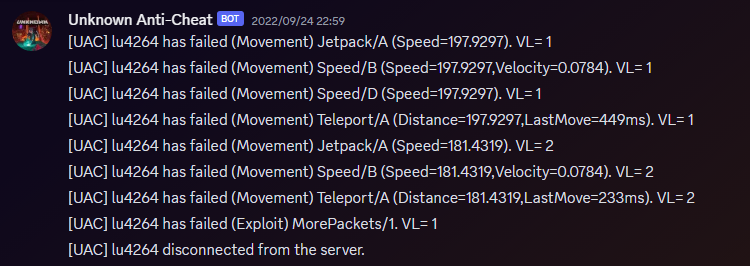 UNKNOWN
Unknown Anti-Cheat BOT 2022/09/24 22:59
[UAC] lu4264 has failed (Movement) Jetpack/A (Speed=197.9297). VL= 1
[UAC] lu4264 has failed (Movement) Speed/B (Speed=197.9297,Velocity=0.0784). VL= 1
[UAC] lu4264 has failed (Movement) Speed/D (Speed=197.9297). VL= 1
[UAC] lu4264 has failed (Movement) Teleport/A (Distance=197.9297,LastMove=449ms). VL= 1
[UAC] lu4264 has failed (Movement) Jetpack/A (Speed=181.4319). VL= 2
[UAC] lu4264 has failed (Movement) Speed/B (Speed=181.4319,Velocity=0.0784). VL= 2
[UAC] lu4264 has failed (Movement) Teleport/A (Distance=181.4319,LastMove=233ms). VL= 2
[UAC] lu4264 has failed (Exploit) MorePackets/1. VL= 1
[UAC] lu4264 disconnected from the server.